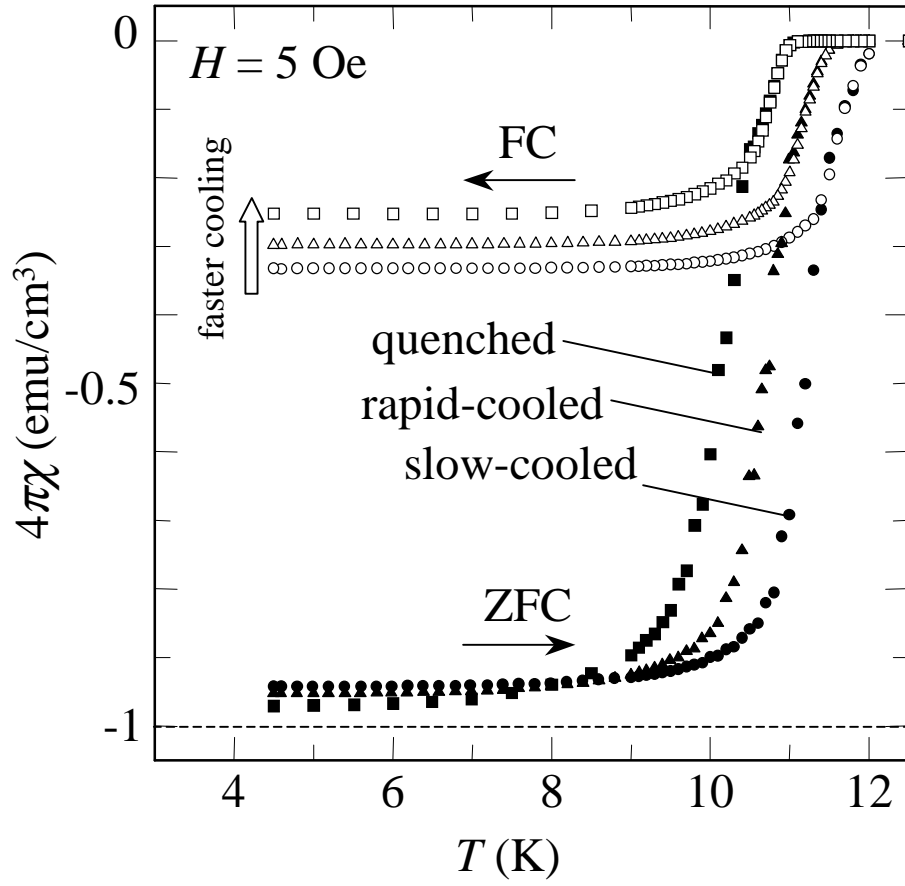 0
H = 5 Oe
FC
faster cooling
quenched
-0.5
rapid-cooled
slow-cooled
ZFC
-1
4 6 8 10 12
T (K)
4πχ (emu/cm³)